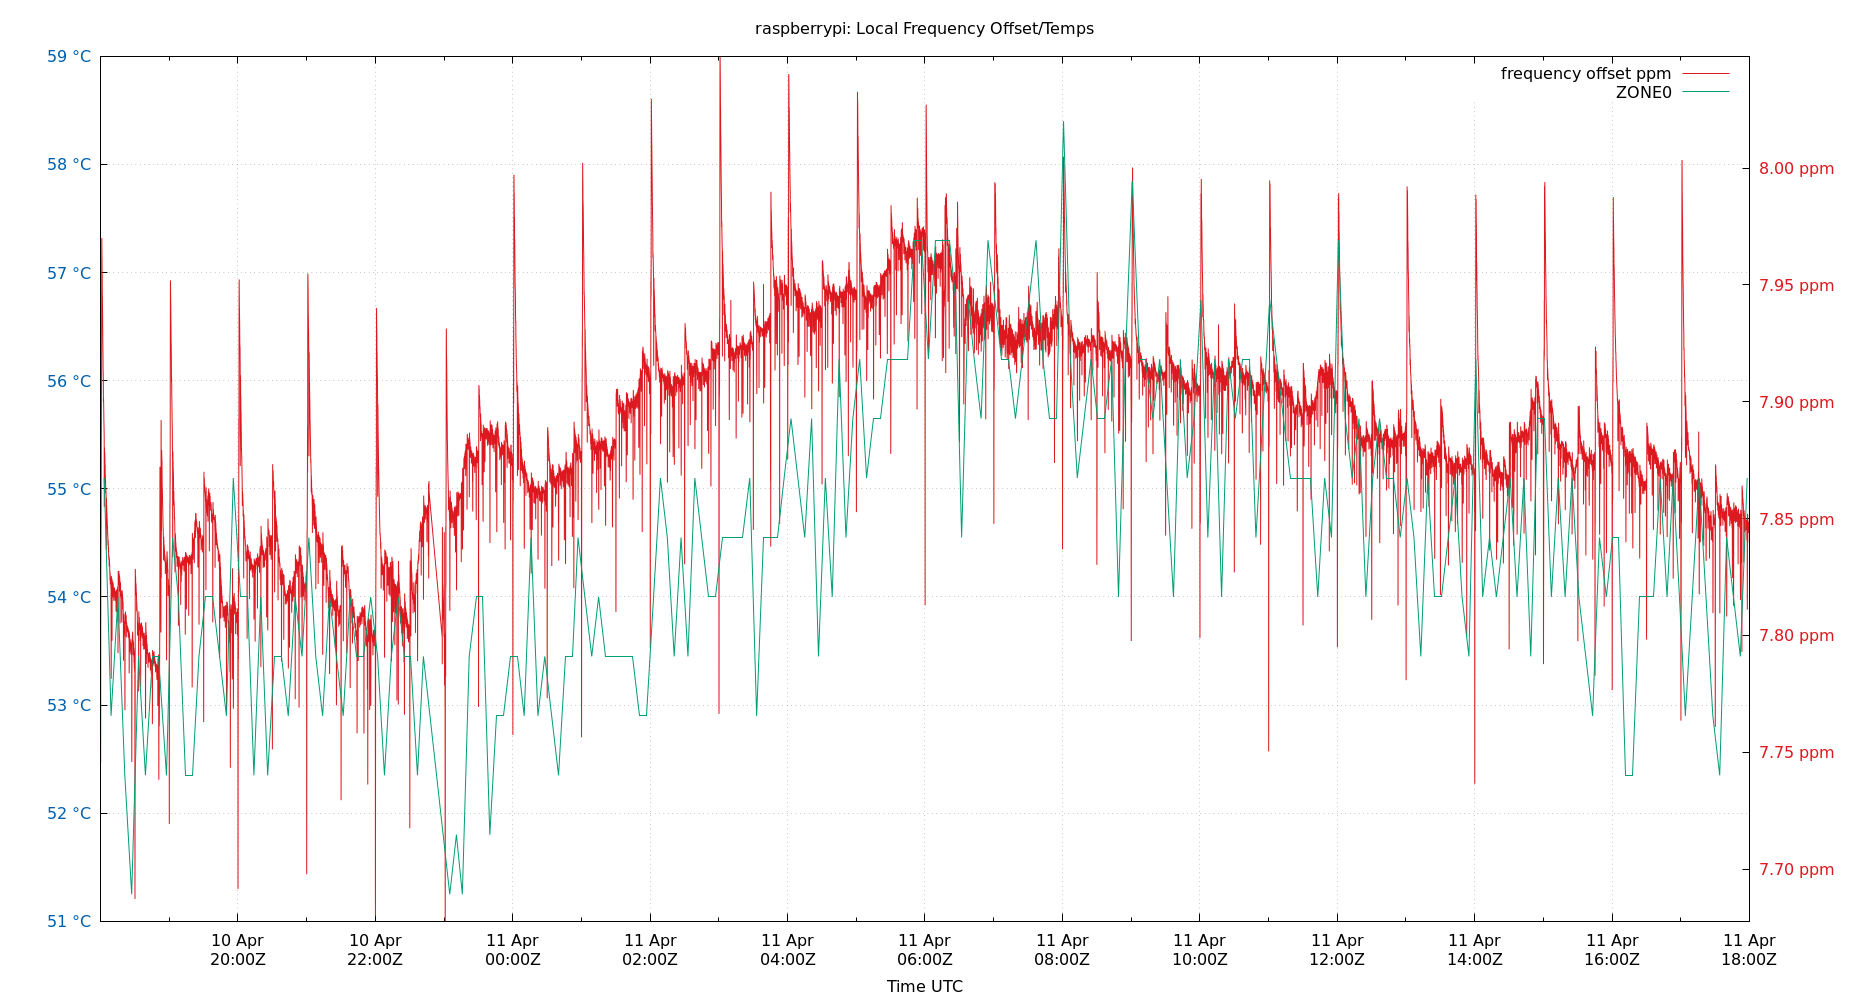 raspberrypi: Local Frequency Offset/Temps
frequency offset ppm
ZONE0
59 °C
58 °C
57 °C
56 °C
55 °C
54 °C
53 °C
52 °C
51 °C
8.00 ppm
7.95 ppm
7.90 ppm
7.85 ppm
7.80 ppm
7.75 ppm
7.70 ppm
10 Apr
20:00Z
10 Apr
22:00Z
11 Apr
00:00Z
11 Apr
02:00Z
11 Apr
04:00Z
11 Apr
06:00Z
11 Apr
08:00Z
11 Apr
10:00Z
11 Apr
12:00Z
11 Apr
14:00Z
11 Apr
16:00Z
11 Apr
18:00Z
Time UTC